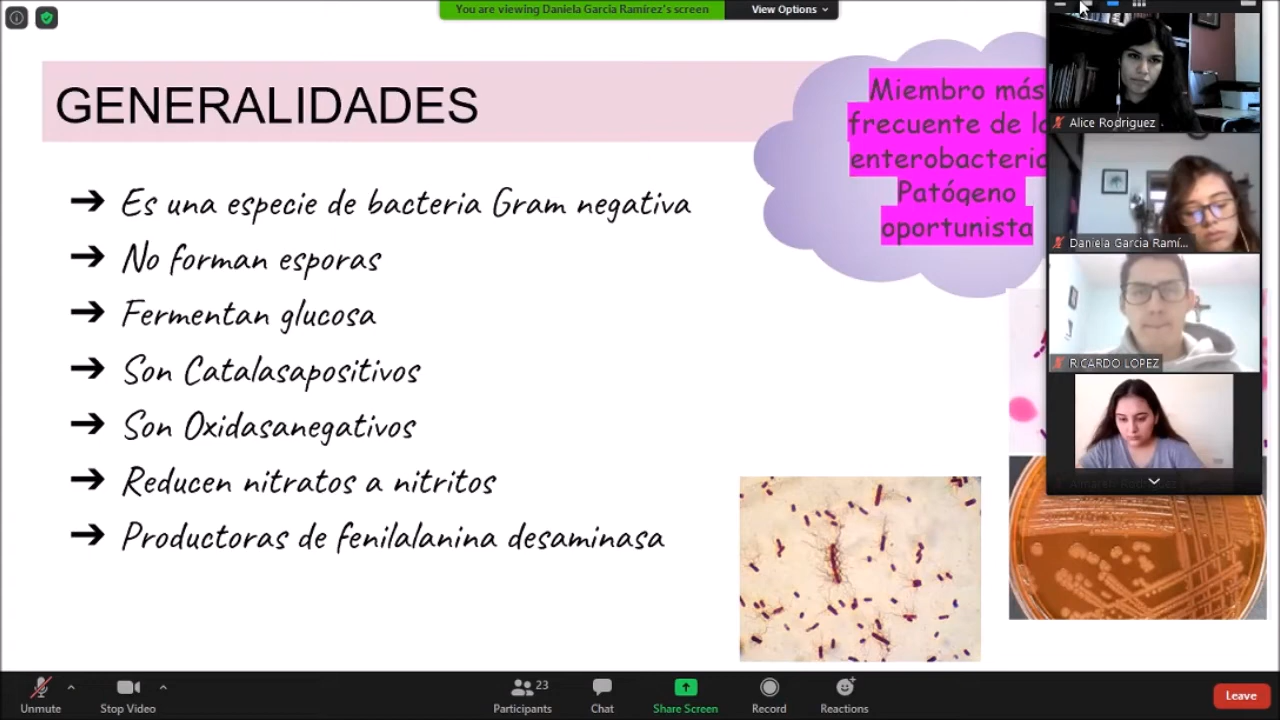 You are viewing Daniela Garcia Ramírez's screen
View Options
GENERALIDADES
Miembro más
frecuente de
Patógeno
oportunista
➔ Es una especie de bacteria Gram negativa
➔ No forman esporas
➔ Fermentan glucosa
➔ Son Catalasapositivos
➔ Son Oxidasanegativos
➔ Reducen nitratos a nitritos
➔ Productoras de fenilalanina desaminasa
Alice Rodriguez
Daniela Garcia Ramí...
RICARDO LOPEZ
Unmute
Stop Video
Participants
23
Chat
Share Screen
Record
Reactions
Leave